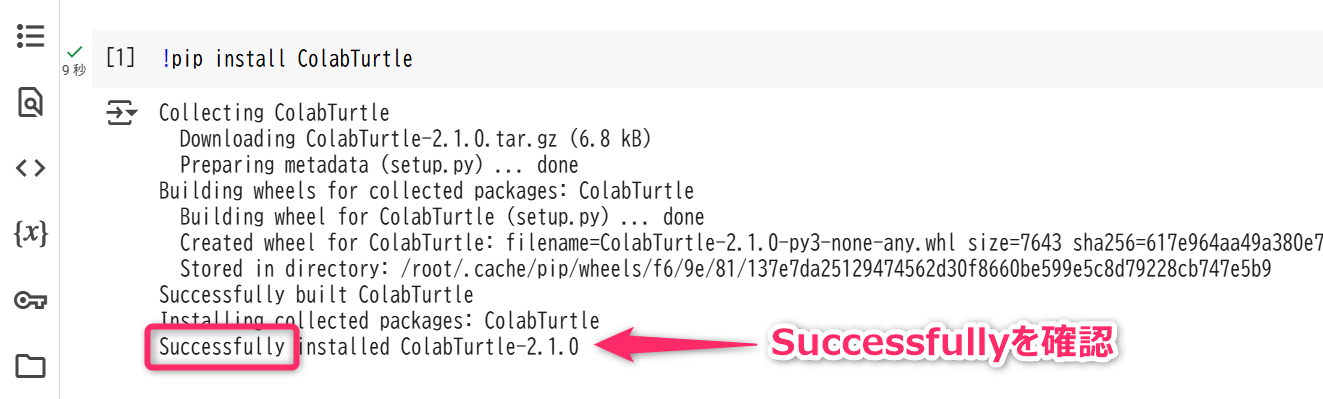 [1] !pip install ColabTurtle
9 秒
Collecting ColabTurtle
Downloading ColabTurtle-2.1.0.tar.gz (6.8 kB)
Preparing metadata (setup.py) ... done
Building wheels for collected packages: ColabTurtle
Building wheel for ColabTurtle (setup.py) ... done
Created wheel for ColabTurtle: filename=ColabTurtle-2.1.0-py3-none-any.whl size=7643 sha256=617e964aa49a380e7
Stored in directory: /root/.cache/pip/wheels/f6/9e/81/137e7da25129474562d30f8660be599e5c8d79228cb747e5b9
Successfully built ColabTurtle
Installing collected packages: ColabTurtle
Successfully installed ColabTurtle-2.1.0
Successfullyを確認
{x}